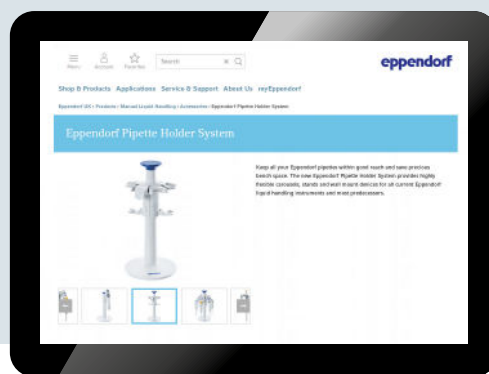 Menu Account Favorites Search
eppendorf
Shop & Products Applications Service & Support About Us myEppendorf
Eppendorf US › Products › Manual Liquid Handling › Accessories › Eppendorf Pipette Holder System
Eppendorf Pipette Holder System
Keep all your Eppendorf pipettes within good reach and save precious
bench space. The new Eppendorf Pipette Holder System provides highly
flexible carousels, stands and wall mount devices for all current Eppendorf
liquid handling instruments and most predecessors.